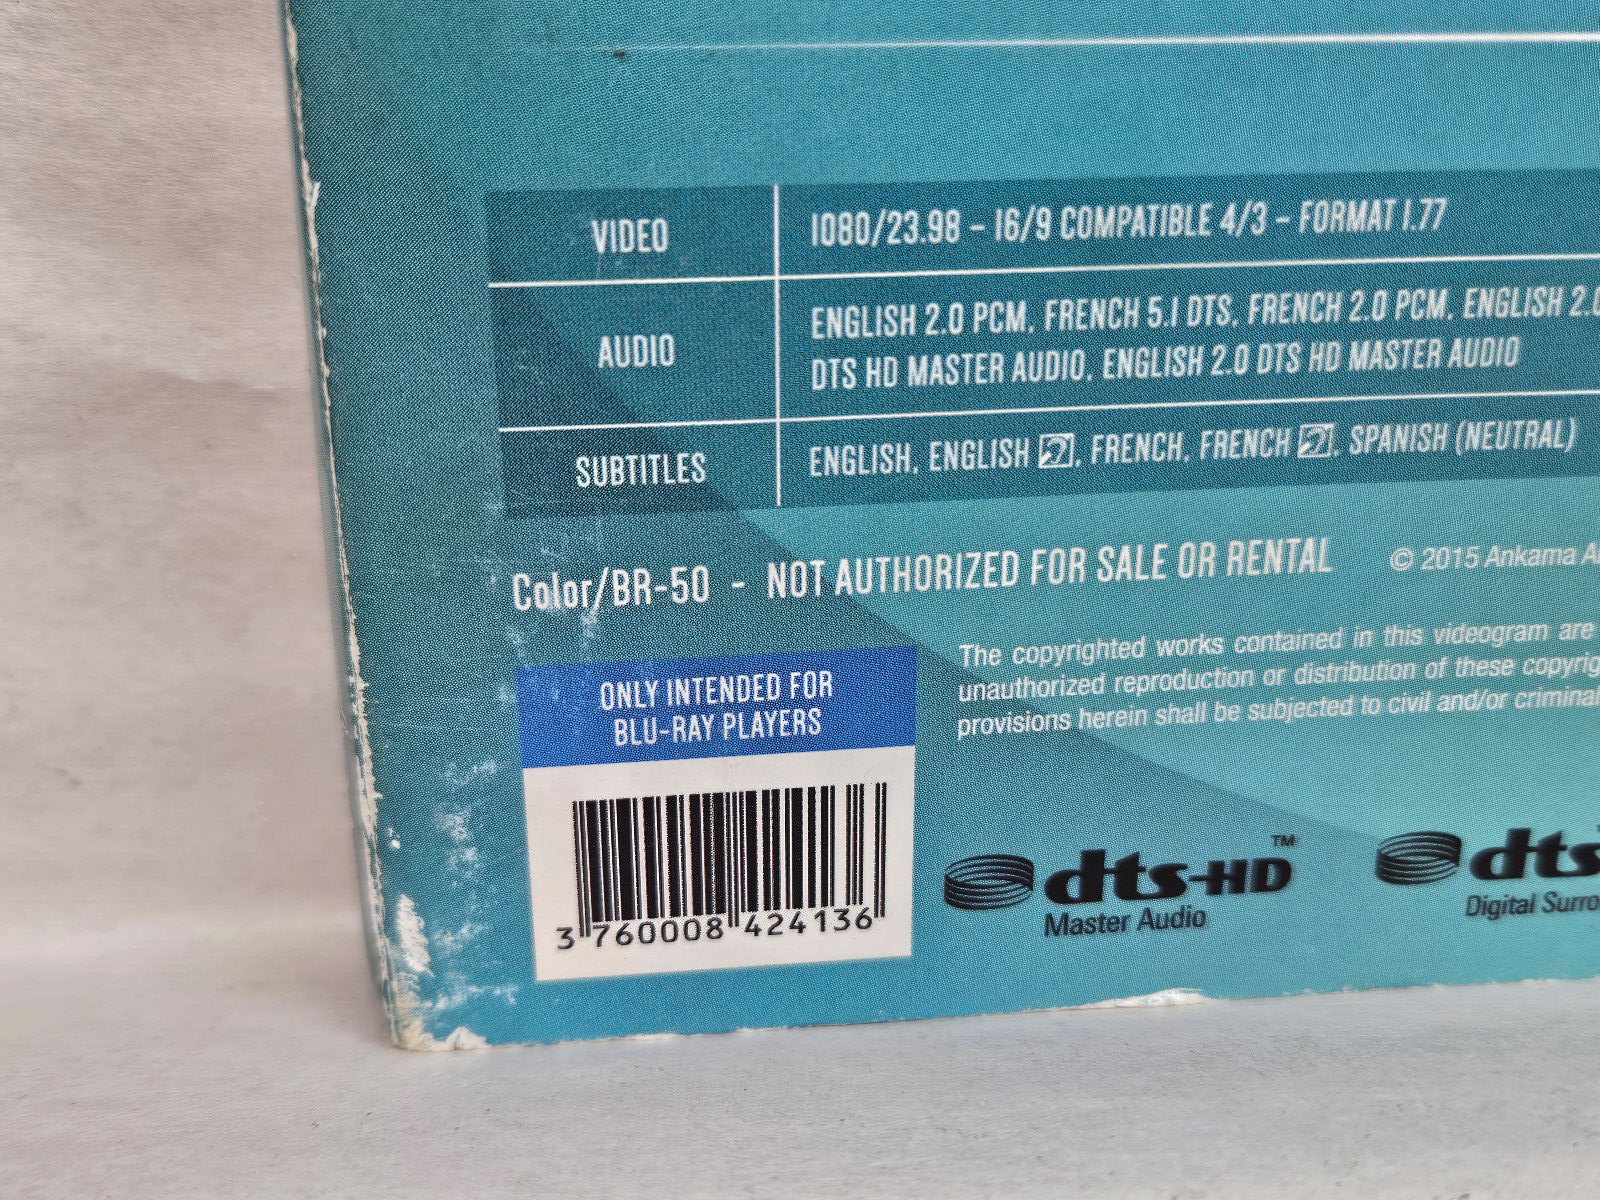 VIDEO
1080/23.98 – 16/9 COMPATIBLE 4/3 – FORMAT 1.77
AUDIO
ENGLISH 2.0 PCM, FRENCH 5.1 DTS, FRENCH 2.0 PCM, ENGLISH 2.0
DTS HD MASTER AUDIO, ENGLISH 2.0 DTS HD MASTER AUDIO
SUBTITLES
ENGLISH, ENGLISH , FRENCH, FRENCH , SPANISH (NEUTRAL)
Color/BR-50 - NOT AUTHORIZED FOR SALE OR RENTAL
© 2015 Ankama
The copyrighted works contained in this videogram are
unauthorized reproduction or distribution of these
provisions herein shall be subjected to civil and/or criminal
ONLY INTENDED FOR
BLU-RAY PLAYERS
3 760008 424136
dts-HD™
Master Audio
dts
Digital